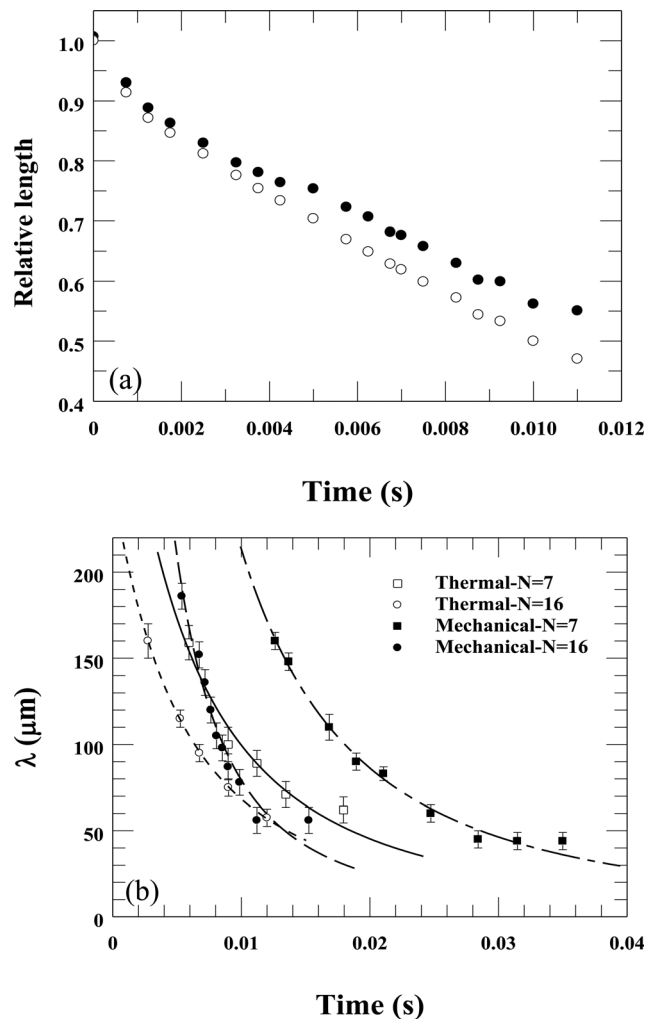 1.0
0.9
0.8
0.7
0.6
0.5
0.4
Relative length
(a)
0 0.002 0.004 0.006 0.008 0.010 0.012
Time (s)
200
150
100
50
0
λ (μm)
Thermal-N=7
Thermal-N=16
Mechanical-N=7
Mechanical-N=16
(b)
0 0.01 0.02 0.03 0.04
Time (s)